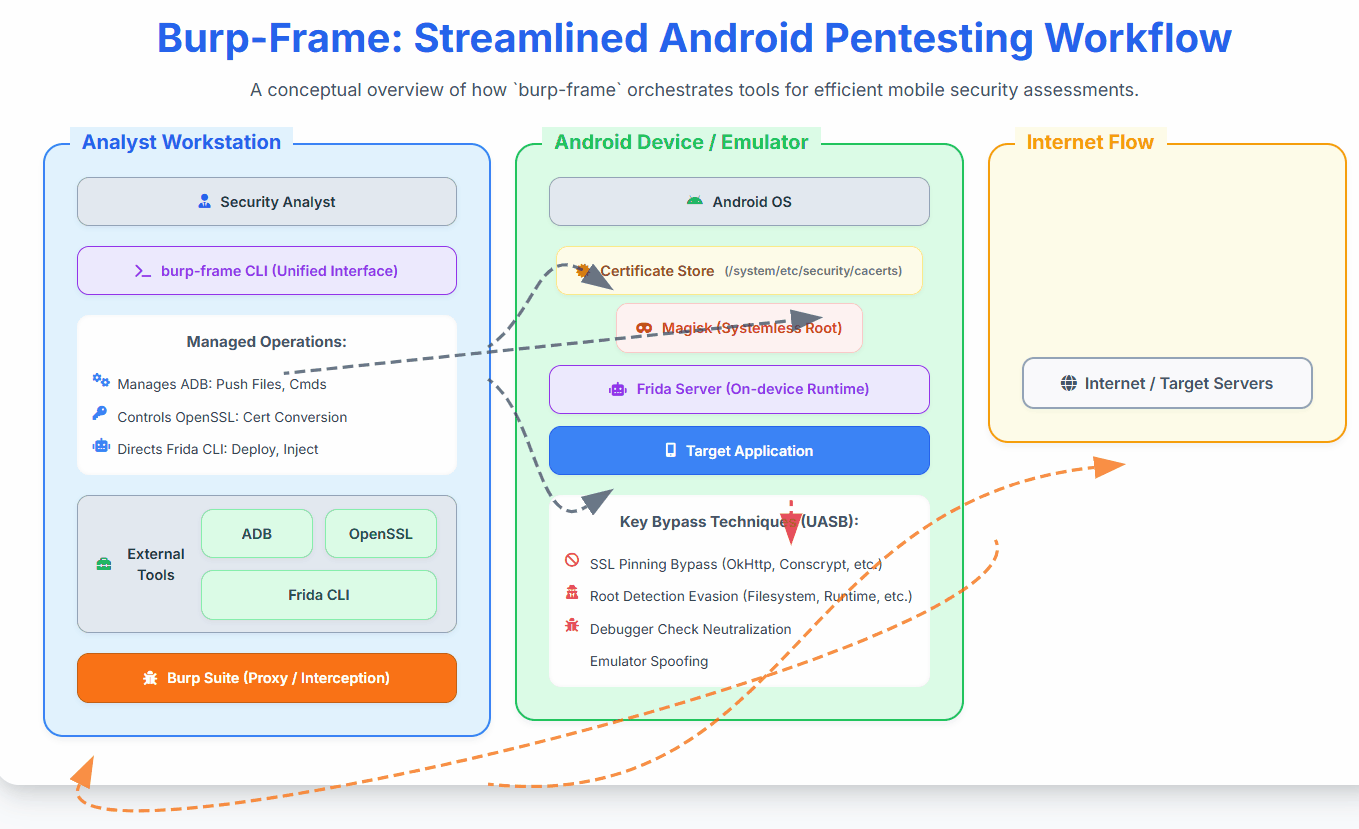 Burp-Frame: Streamlined Android Pentesting Workflow
A conceptual overview of how `burp-frame` orchestrates tools for efficient mobile security assessments.
Analyst Workstation
Security Analyst
burp-frame CLI (Unified Interface)
Managed Operations:
Manages ADB: Push Files, Cmds
Controls OpenSSL: Cert Conversion
Directs Frida CLI: Deploy, Inject
External
Tools
ADB
OpenSSL
Frida CLI
Burp Suite (Proxy / Interception)
Android Device / Emulator
Android OS
Certificate Store (/system/etc/security/cacerts)
Magisk (Systemless Root)
Frida Server (On-device Runtime)
Target Application
Key Bypass Techniques (UASB):
SSL Pinning Bypass (OkHttp, Conscrypt, etc.)
Root Detection Evasion (Filesystem, Runtime, etc.)
Debugger Check Neutralization
Emulator Spoofing
Internet Flow
Internet / Target Servers